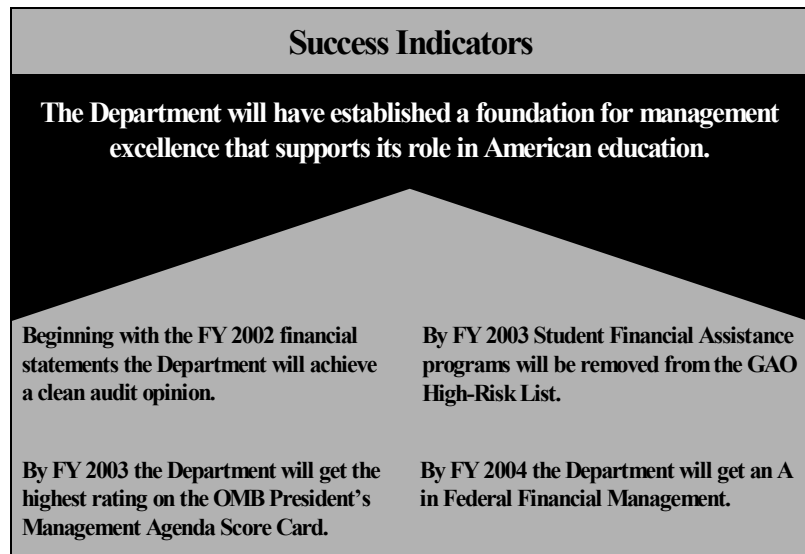 Success Indicators
The Department will have established a foundation for management
excellence that supports its role in American education.
Beginning with the FY 2002 financial
statements the Department will achieve
a clean audit opinion.
By FY 2003 Student Financial Assistance
programs will be removed from the GAO
High-Risk List.
By FY 2003 the Department will get the
highest rating on the OMB President’s
Management Agenda Score Card.
By FY 2004 the Department will get an A
in Federal Financial Management.